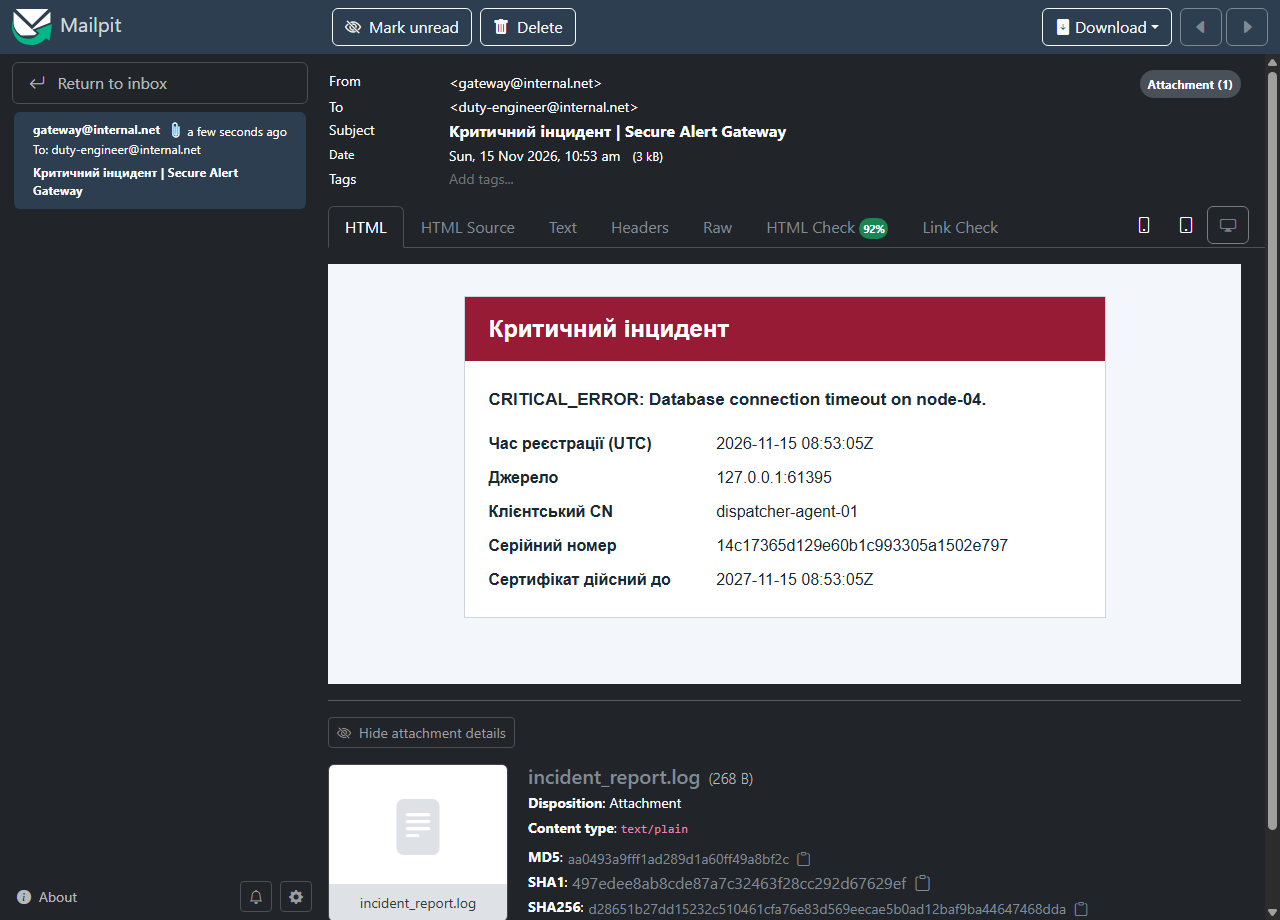 Mailpit
Mark unread
Delete
Download
Return to inbox
gateway@internal.net a few seconds ago
To: duty-engineer@internal.net
Критичний інцидент | Secure Alert
Gateway
From <gateway@internal.net>
Attachment (1)
To <duty-engineer@internal.net>
Subject Критичний інцидент | Secure Alert Gateway
Date Sun, 15 Nov 2026, 10:53 am (3 kB)
Tags Add tags...
HTML HTML Source Text Headers Raw HTML Check 92% Link Check
Критичний інцидент
CRITICAL_ERROR: Database connection timeout on node-04.
Час реєстрації (UTC) 2026-11-15 08:53:05Z
Джерело 127.0.0.1:61395
Клієнтський CN dispatcher-agent-01
Серійний номер 14c17365d129e60b1c993305a1502e797
Сертифікат дійсний до 2027-11-15 08:53:05Z
Hide attachment details
incident_report.log (268 B)
Disposition: Attachment
Content type: text/plain
MD5: aa0493a9fff1ad289d1a60ff49a8bf2c
SHA1: 497edee8ab8cde87a7c32463f28cc292d67629ef
SHA256: d28651b27dd15232c510461cfa76e83d569eecae5b0ad12baf9ba44647468dda
incident_report.log
About